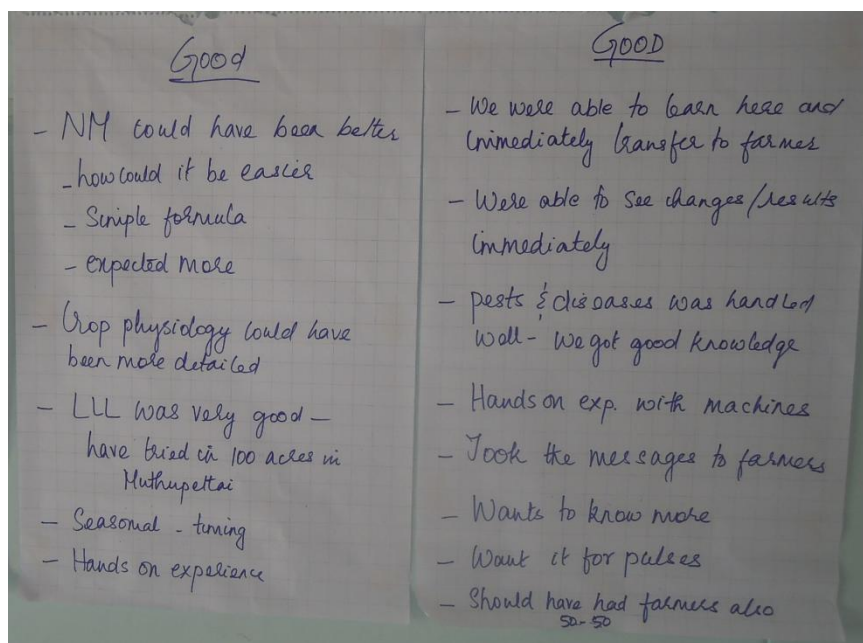 Good
- NM could have been better
- how could it be easier
- Simple formula
- expected more
- Crop physiology could have
been more detailed
- LLL was very good -
have tried in 100 acres in
Muthupettai
- Seasonal - timing
- Hands on experience
GOOD
- We were able to learn here and
immediately transfer to farmer
- Were able to see changes/results
immediately
- pests & diseases was handled
well - we got good knowledge
- Hands on exp. with machines
- Took the messages to farmers
- Wants to know more
- Want it for pulses
- Should have had farmers also
50-50